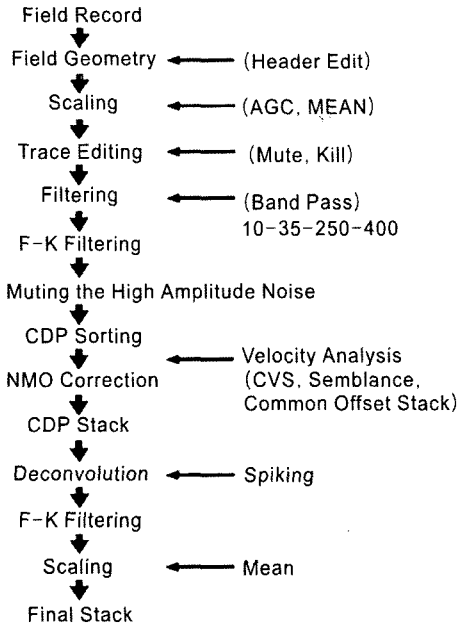 Field Record
Field Geometry
(Header Edit)
Scaling
(AGC, MEAN)
Trace Editing
(Mute, Kill)
Filtering
(Band Pass)
10-35-250-400
F-K Filtering
Muting the High Amplitude Noise
CDP Sorting
Velocity Analysis
(CVS, Semblance,
Common Offset Stack)
NMO Correction
CDP Stack
Deconvolution
Spiking
F-K Filtering
Scaling
Mean
Final Stack